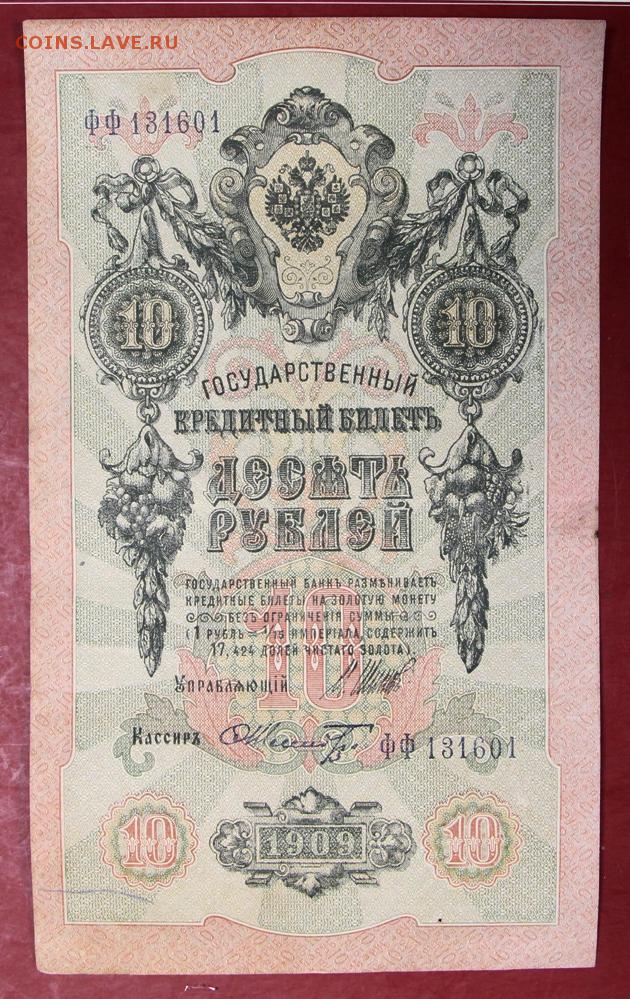 COINS.LAVE.RU
ФФ 131601
10 10
ГОСУДАРСТВЕННЫЙ
КРЕДИТНЫЙ БИЛЕТЪ
ДЕСЯТЬ
РУБЛЕЙ
ГОСУДАРСТВЕННЫЙ БАНКЪ РАЗМѢНИВАЕТЪ
КРЕДИТНЫЕ БИЛЕТЫ НА ЗОЛОТУЮ МОНЕТУ
БЕЗЪ ОГРАНИЧЕНІЯ СУММЫ
(1 РУБЛЬ = 1/15 ИМПЕРІАЛА, СОДЕРЖИТЪ
17,424 ДОЛЕЙ ЧИСТАГО ЗОЛОТА).
10
УПРАВЛЯЮЩІЙ
КАССИРЪ
ФФ 131601
10 1909 10